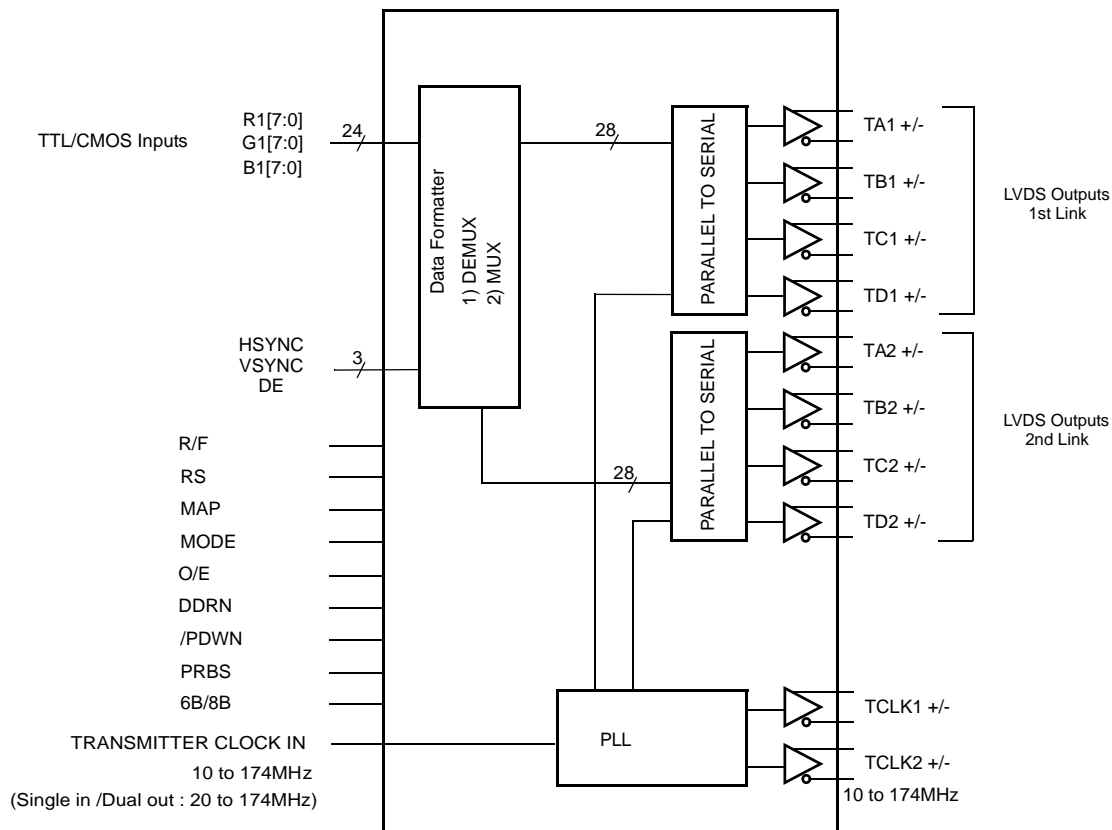 R1[7:0]
TTL/CMOS Inputs
G1[7:0]
B1[7:0]
24
HSYNC
VSYNC
DE
3
R/F
RS
MAP
MODE
O/E
DDRN
/PDWN
PRBS
6B/8B
TRANSMITTER CLOCK IN
10 to 174MHz
(Single in /Dual out : 20 to 174MHz)
Data Formatter
1) DEMUX
2) MUX
28
28
PARALLEL TO SERIAL
PARALLEL TO SERIAL
PLL
TA1 +/-
TB1 +/-
TC1 +/-
TD1 +/-
LVDS Outputs
1st Link
TA2 +/-
TB2 +/-
TC2 +/-
TD2 +/-
LVDS Outputs
2nd Link
TCLK1 +/-
TCLK2 +/-
10 to 174MHz